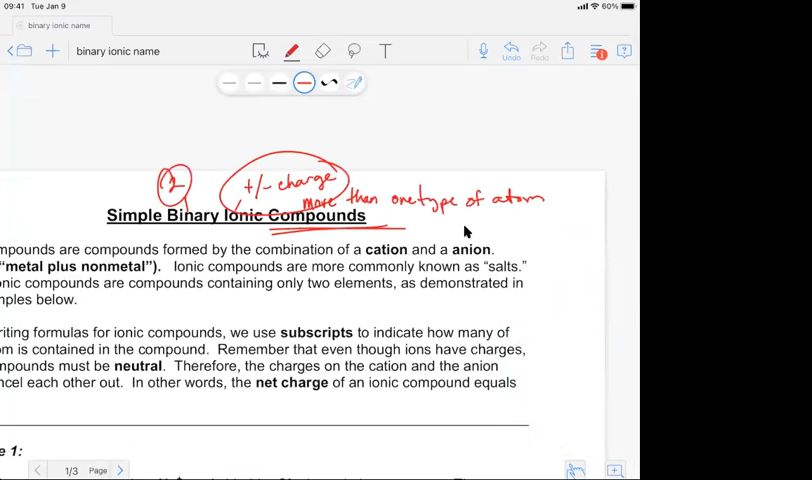 09:41 Tue Jan 9 60%
binary ionic name
binary ionic name
Undo Redo
2 +/- charge
more than one type of atom
Simple Binary Ionic Compounds
mpounds are compounds formed by the combination of a cation and a anion.
"metal plus nonmetal"). Ionic compounds are more commonly known as "salts."
onic compounds are compounds containing only two elements, as demonstrated in
mples below.
riting formulas for ionic compounds, we use subscripts to indicate how many of
om is contained in the compound. Remember that even though ions have charges,
mpounds must be neutral. Therefore, the charges on the cation and the anion
ncel each other out. In other words, the net charge of an ionic compound equals
e 1:
1/3 Page